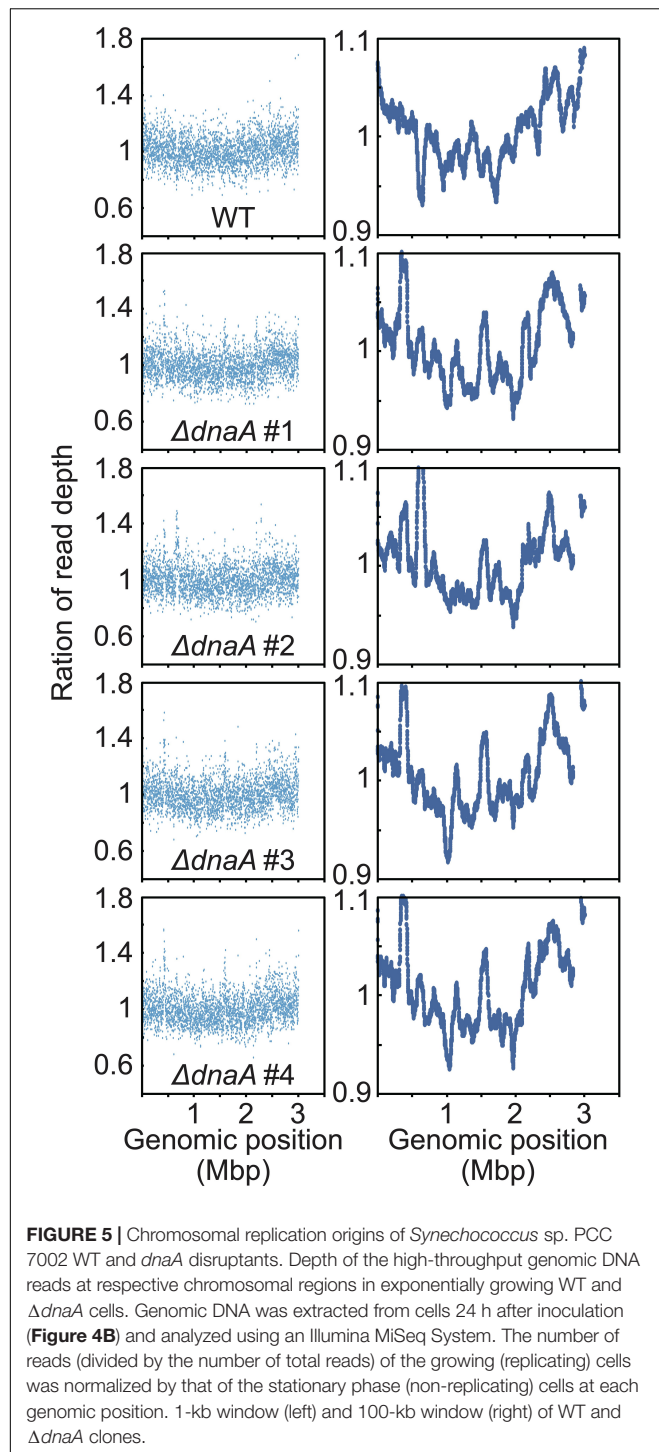 1.8
1.4
1
0.6
WT
1.1
1
0.9
1.8
1.4
1
0.6
ΔdnaA #1
1.1
1
0.9
1.8
1.4
1
0.6
ΔdnaA #2
1.1
1
0.9
1.8
1.4
1
0.6
ΔdnaA #3
1.1
1
0.9
1.8
1.4
1
0.6
ΔdnaA #4
1.1
1
0.9
Ration of read depth
1 2 3
Genomic position
(Mbp)
1 2 3
Genomic position
(Mbp)
FIGURE 5 | Chromosomal replication origins of Synechococcus sp. PCC
7002 WT and dnaA disruptants. Depth of the high-throughput genomic DNA
reads at respective chromosomal regions in exponentially growing WT and
ΔdnaA cells. Genomic DNA was extracted from cells 24 h after inoculation
(Figure 4B) and analyzed using an Illumina MiSeq System. The number of
reads (divided by the number of total reads) of the growing (replicating) cells
was normalized by that of the stationary phase (non-replicating) cells at each
genomic position. 1-kb window (left) and 100-kb window (right) of WT and
ΔdnaA clones.